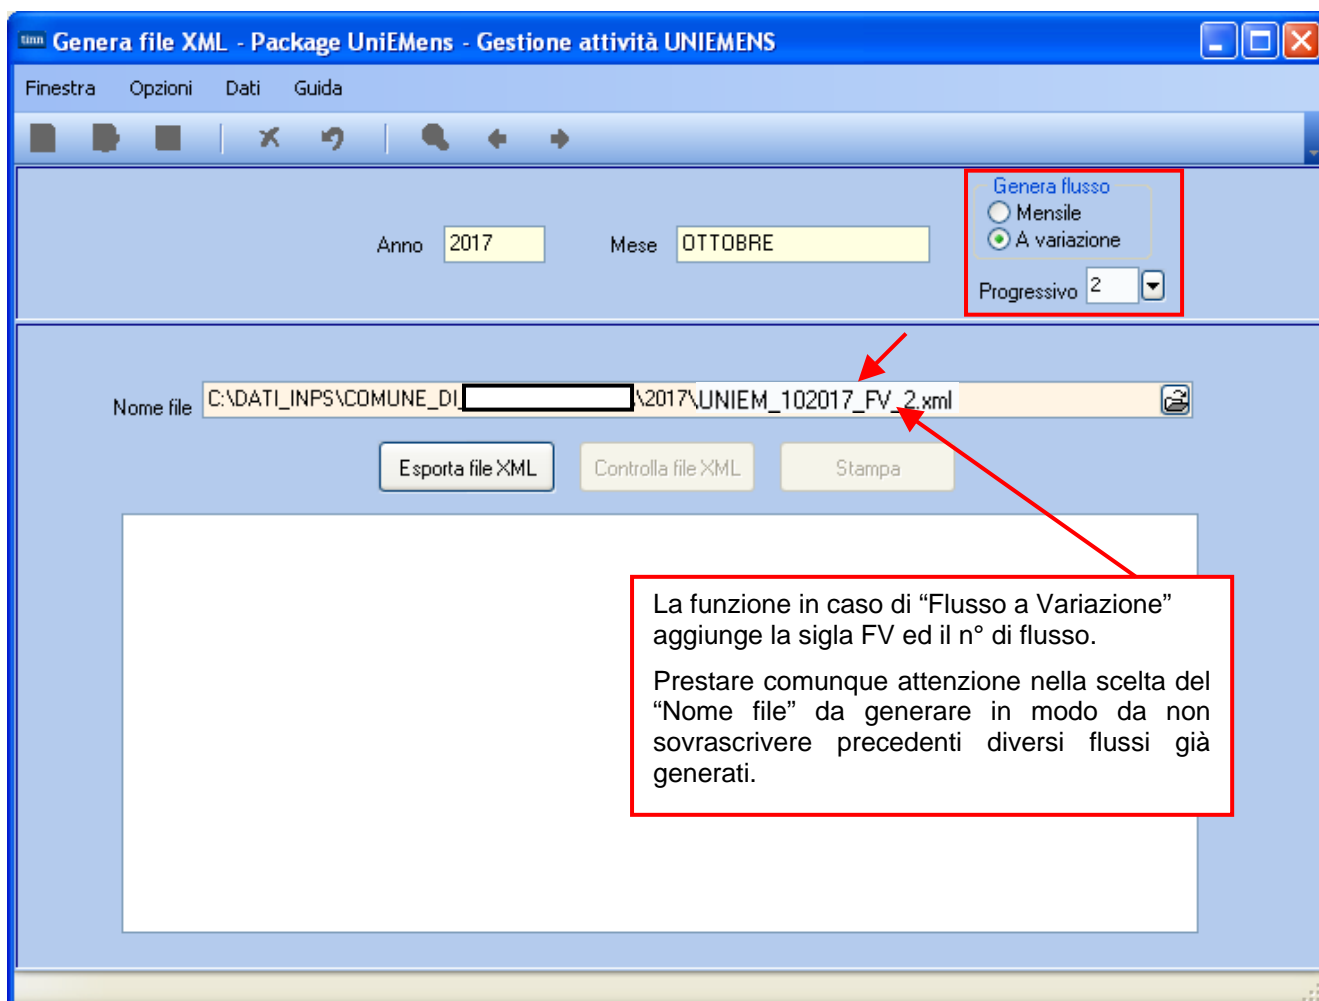 tinn Genera file XML - Package UniEMens - Gestione attività UNIEMENS
Finestra Opzioni Dati Guida
Genera flusso
Mensile
A variazione
Anno 2017 Mese OTTOBRE
Progressivo 2
Nome file C:\DATI_INPS\COMUNE_DI_ \2017\UNIEM_102017_FV_2.xml
Esporta file XML Controlla file XML Stampa
La funzione in caso di “Flusso a Variazione”
aggiunge la sigla FV ed il n° di flusso.
Prestare comunque attenzione nella scelta del
“Nome file” da generare in modo da non
sovrascrivere precedenti diversi flussi già
generati.